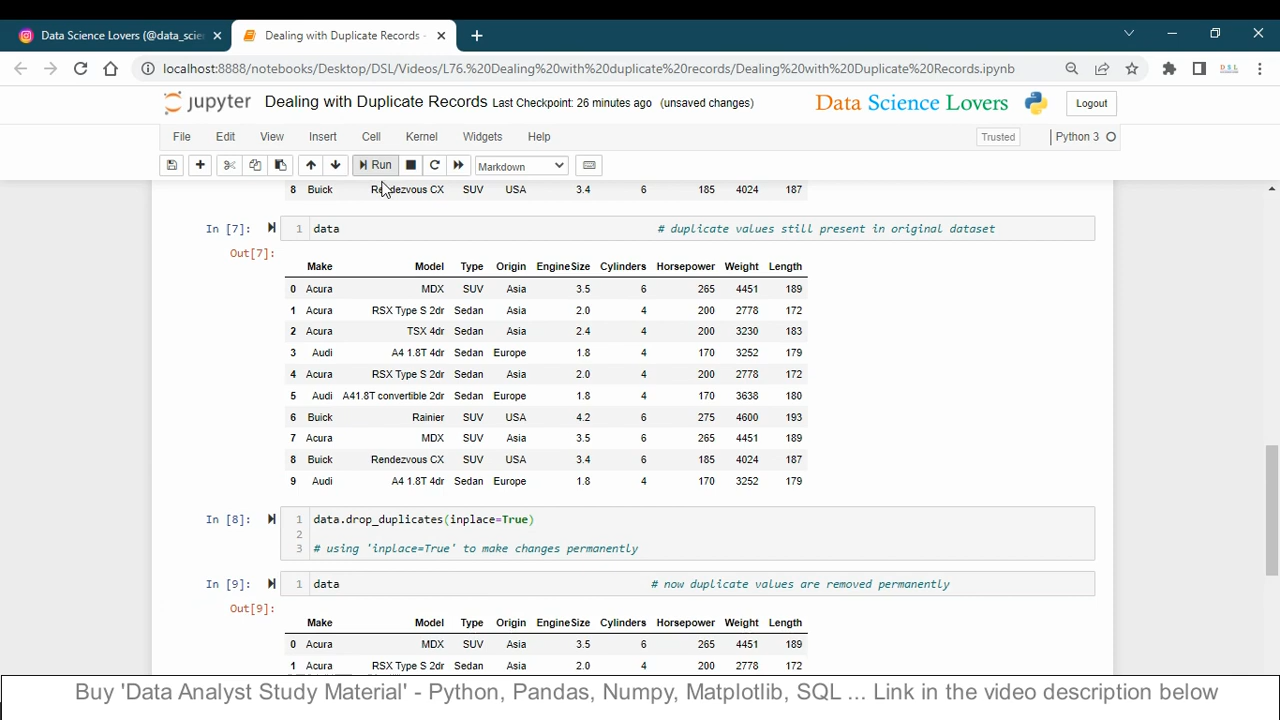 Data Science Lovers (@data_scie
Dealing with Duplicate Records -
localhost:8888/notebooks/Desktop/DSL/Videos/L76.%20Dealing%20with%20duplicate%20records/Dealing%20with%20Duplicate%20Records.ipynb
DSL
jupyter Dealing with Duplicate Records Last Checkpoint: 26 minutes ago (unsaved changes) Data Science Lovers Logout
File Edit View Insert Cell Kernel Widgets Help Trusted Python 3
Run Markdown
8 Buick Rendezvous CX SUV USA 3.4 6 185 4024 187
In [7]: 1 data # duplicate values still present in original dataset
Out[7]:
Make Model Type Origin EngineSize Cylinders Horsepower Weight Length
0 Acura MDX SUV Asia 3.5 6 265 4451 189
1 Acura RSX Type S 2dr Sedan Asia 2.0 4 200 2778 172
2 Acura TSX 4dr Sedan Asia 2.4 4 200 3230 183
3 Audi A4 1.8T 4dr Sedan Europe 1.8 4 170 3252 179
4 Acura RSX Type S 2dr Sedan Asia 2.0 4 200 2778 172
5 Audi A41.8T convertible 2dr Sedan Europe 1.8 4 170 3638 180
6 Buick Rainier SUV USA 4.2 6 275 4600 193
7 Acura MDX SUV Asia 3.5 6 265 4451 189
8 Buick Rendezvous CX SUV USA 3.4 6 185 4024 187
9 Audi A4 1.8T 4dr Sedan Europe 1.8 4 170 3252 179
In [8]: 1 data.drop_duplicates(inplace=True)
2
3 # using 'inplace=True' to make changes permanently
In [9]: 1 data # now duplicate values are removed permanently
Out[9]:
Make Model Type Origin EngineSize Cylinders Horsepower Weight Length
0 Acura MDX SUV Asia 3.5 6 265 4451 189
1 Acura RSX Type S 2dr Sedan Asia 2.0 4 200 2778 172
Buy 'Data Analyst Study Material' - Python, Pandas, Numpy, Matplotlib, SQL ... Link in the video description below